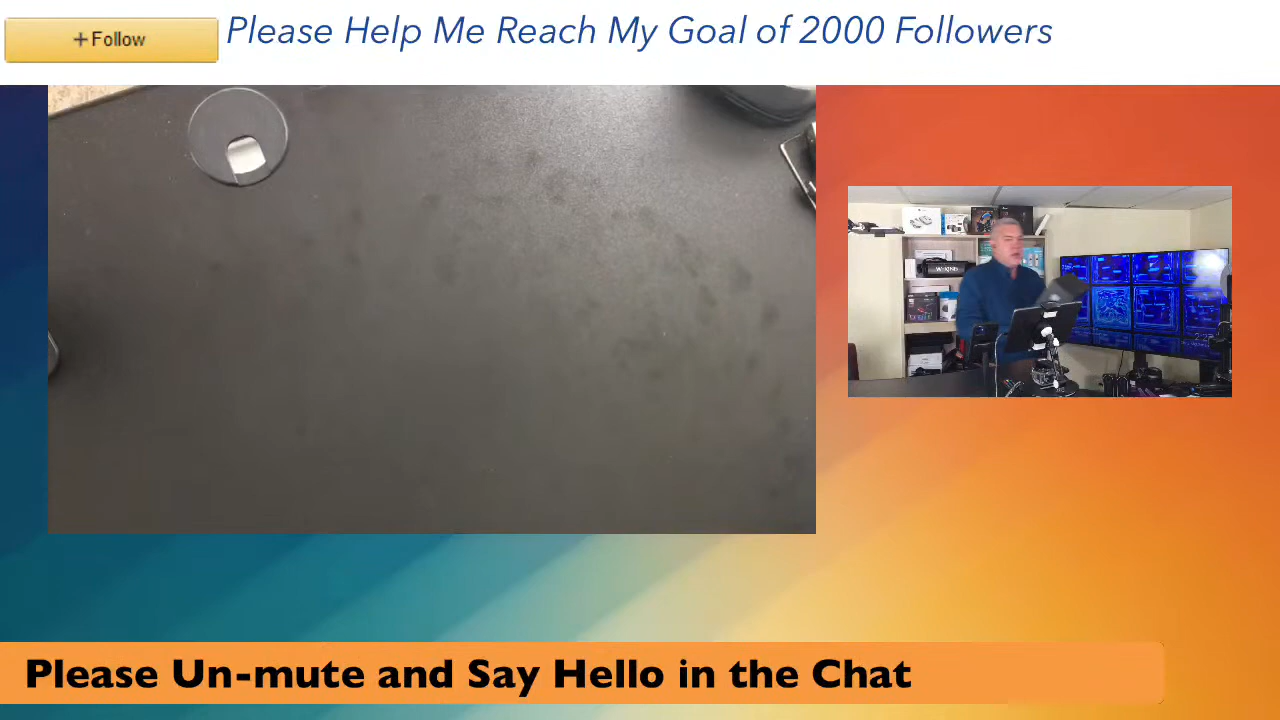 +Follow
Please Help Me Reach My Goal of 2000 Followers
Please Un-mute and Say Hello in the Chat